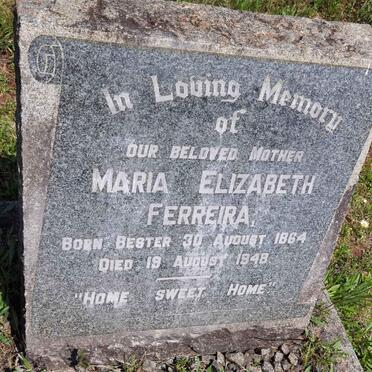 In Loving Memory
of
OUR BELOVED MOTHER
MARIA ELIZABETH
FERREIRA.
BORN BESTER 30 AUGUST 1864
DIED 19 AUGUST 1948
"HOME SWEET HOME"